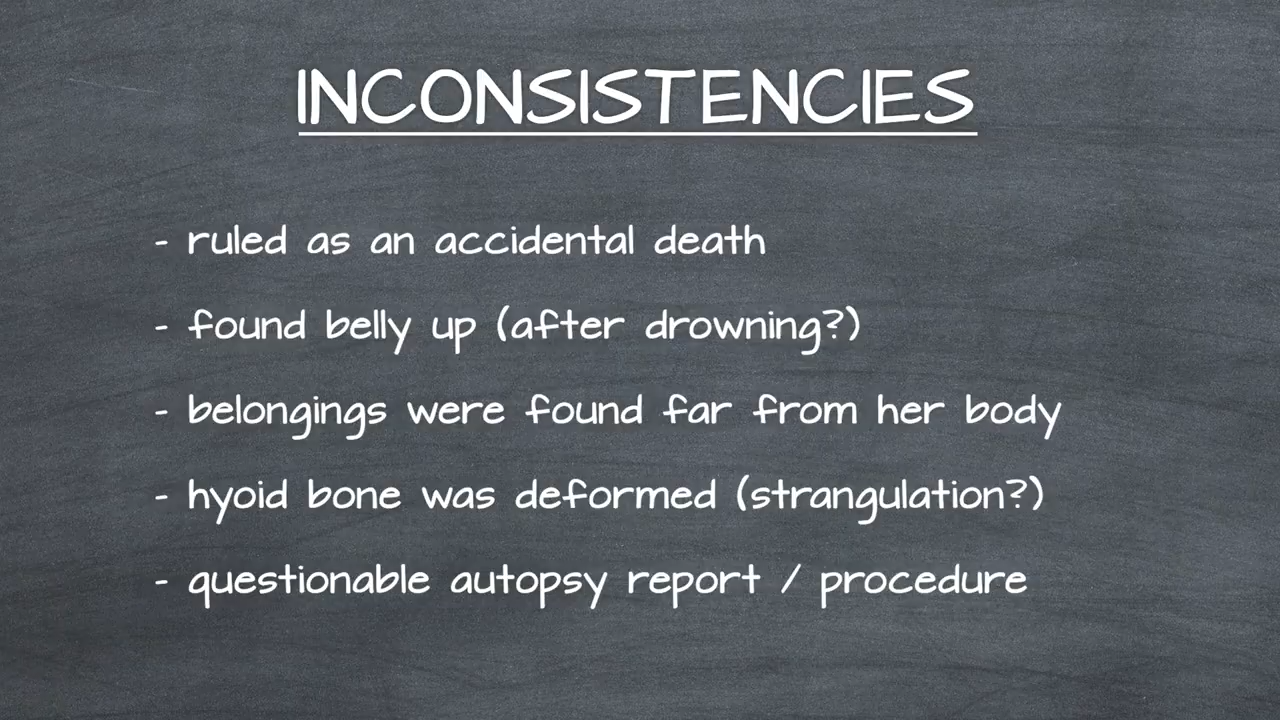 INCONSISTENCIES
- ruled as an accidental death
- found belly up (after drowning?)
- belongings were found far from her body
- hyoid bone was deformed (strangulation?)
- questionable autopsy report / procedure